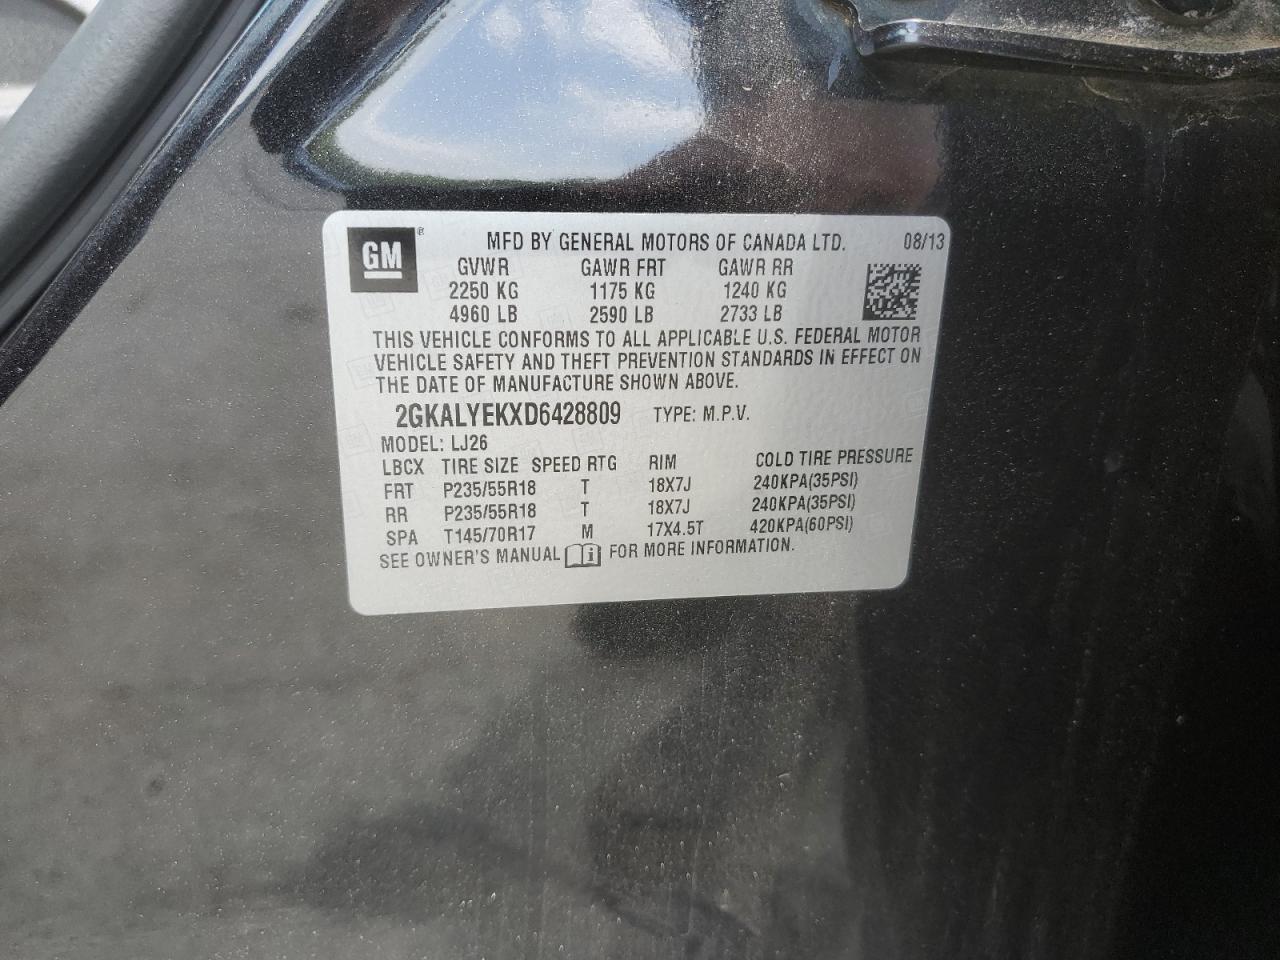 GM ® MFD BY GENERAL MOTORS OF CANADA LTD. 08/13
GVWR GAWR FRT GAWR RR
2250 KG 1175 KG 1240 KG
4960 LB 2590 LB 2733 LB
THIS VEHICLE CONFORMS TO ALL APPLICABLE U.S. FEDERAL MOTOR
VEHICLE SAFETY AND THEFT PREVENTION STANDARDS IN EFFECT ON
THE DATE OF MANUFACTURE SHOWN ABOVE.
2GKALYEKXD6428809 TYPE: M.P.V.
MODEL: LJ26
LBCX TIRE SIZE SPEED RTG RIM COLD TIRE PRESSURE
FRT P235/55R18 T 18X7J 240KPA(35PSI)
RR P235/55R18 T 18X7J 240KPA(35PSI)
SPA T145/70R17 M 17X4.5T 420KPA(60PSI)
SEE OWNER'S MANUAL FOR MORE INFORMATION.